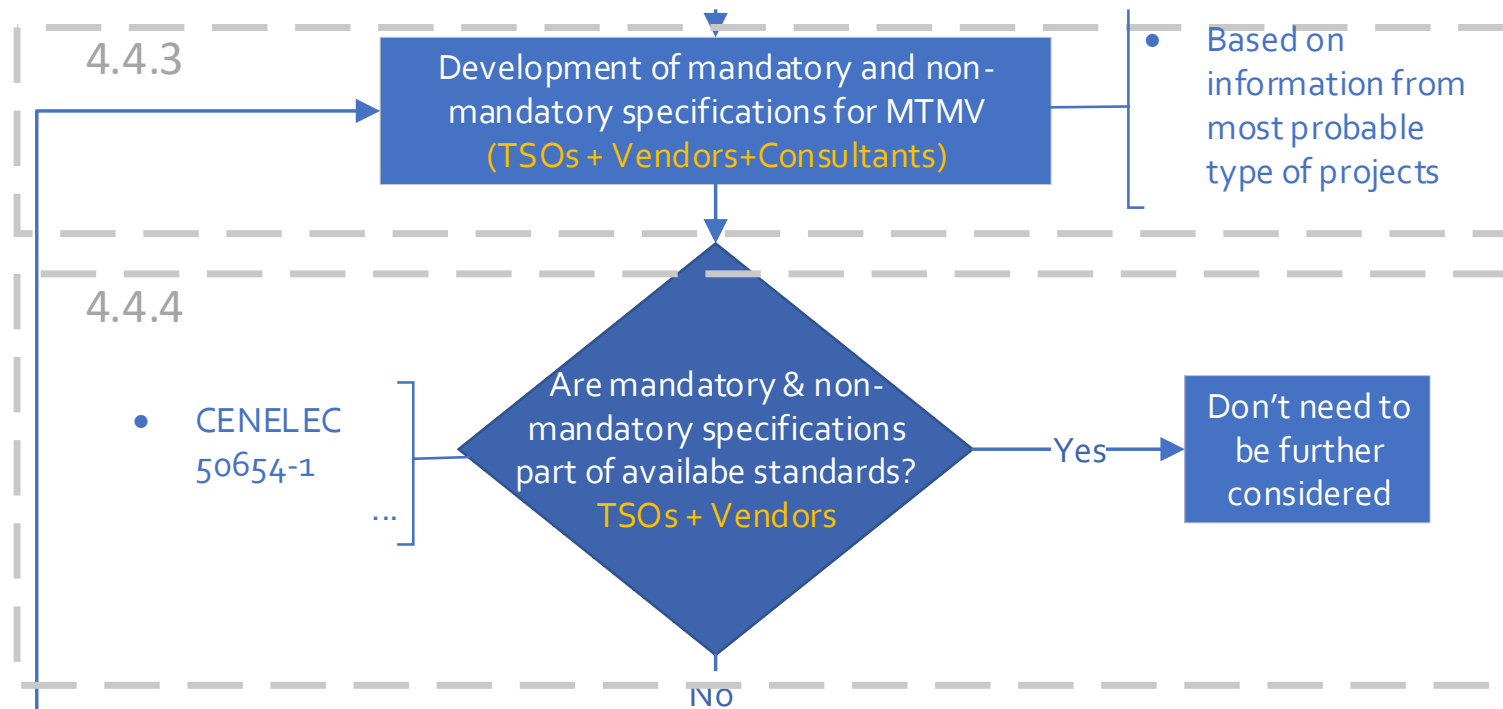 4.4.3
Development of mandatory and non-
mandatory specifications for MTMV
(TSOs + Vendors+Consultants)
• Based on
information from
most probable
type of projects
4.4.4
• CENELEC
50654-1
...
Are mandatory & non-
mandatory specifications
part of availabe standards?
TSOs + Vendors
Yes
Don’t need to
be further
considered
No